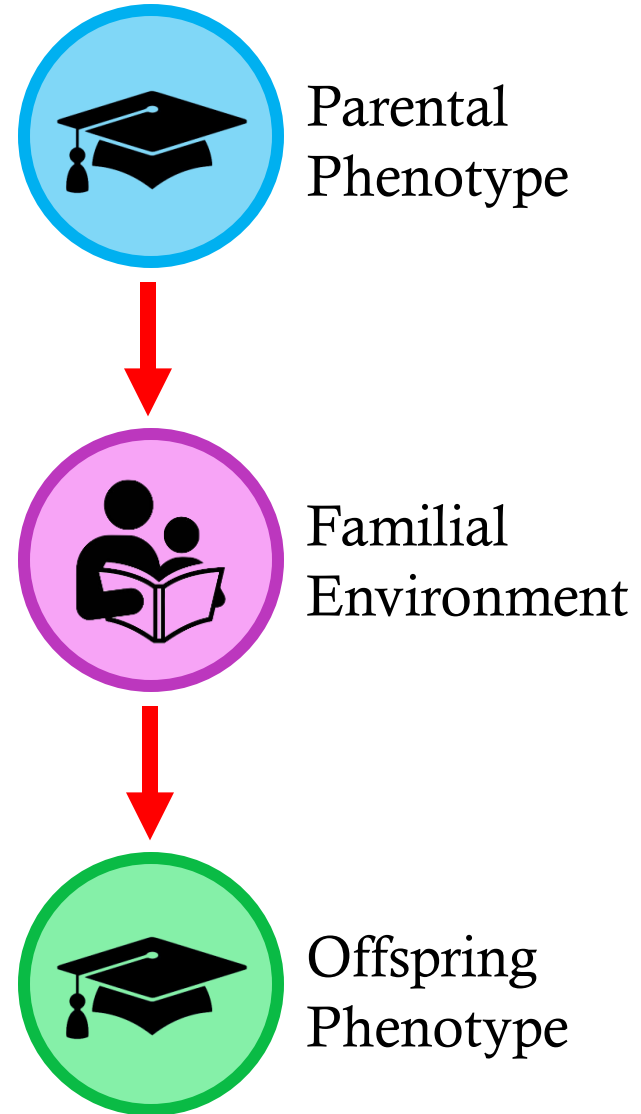 Parental
Phenotype
Familial
Environment
Offspring
Phenotype